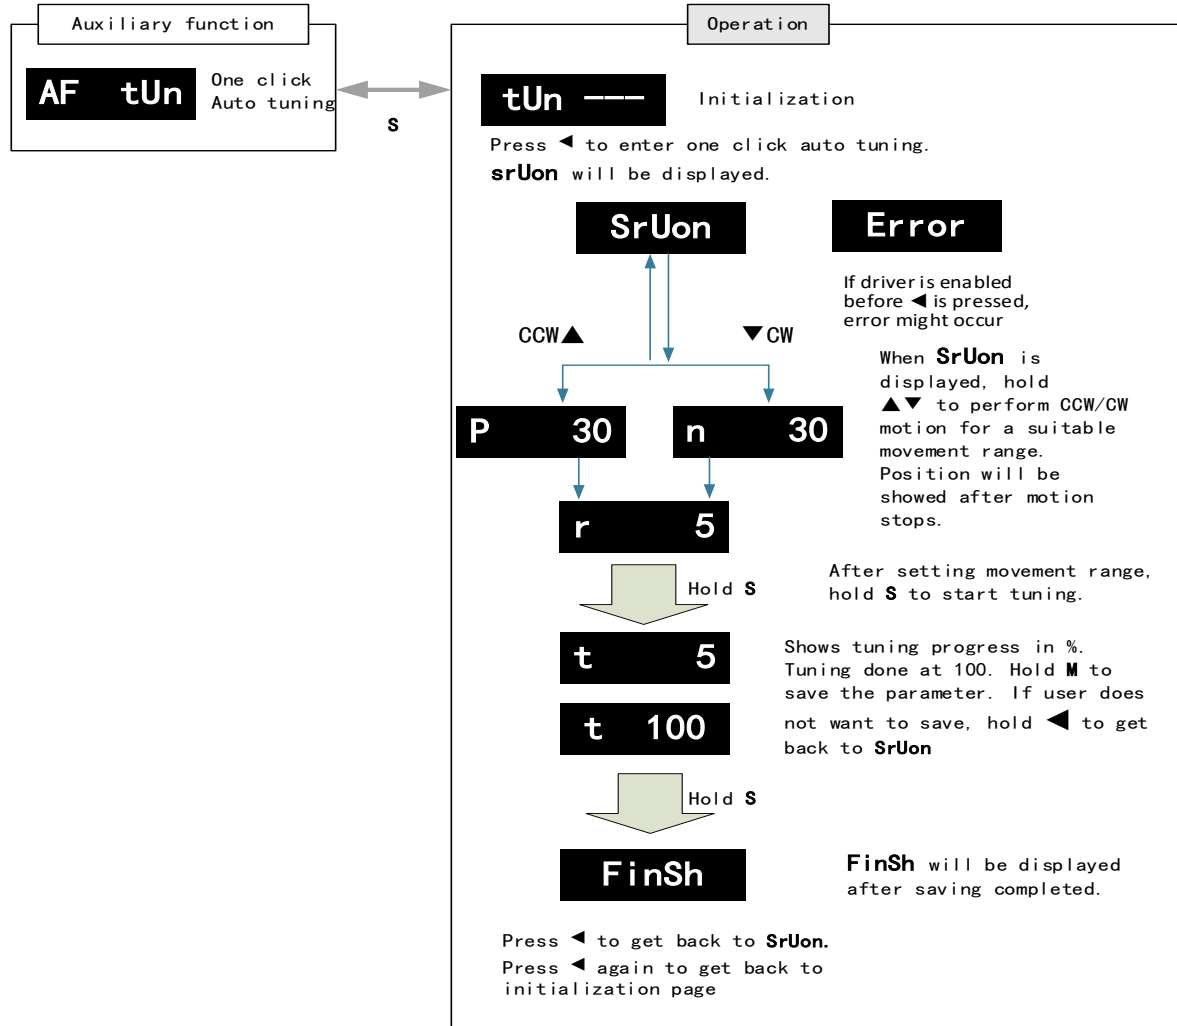 Auxiliary function
AF tUn
One click
Auto tuning
S
Operation
tUn ---
Initialization
Press ◄ to enter one click auto tuning.
srUon will be displayed.
SrUon
Error
If driver is enabled
before ◄ is pressed,
error might occur
CCW▲
▼CW
When SrUon is
displayed, hold
▲▼ to perform CCW/CW
motion for a suitable
movement range.
Position will be
showed after motion
stops.
P 30
n 30
r 5
Hold S
After setting movement range,
hold S to start tuning.
t 5
t 100
Shows tuning progress in %.
Tuning done at 100. Hold M to
save the parameter. If user does
not want to save, hold ◄ to get
back to SrUon
Hold S
FinSh
FinSh will be displayed
after saving completed.
Press ◄ to get back to SrUon.
Press ◄ again to get back to
initialization page